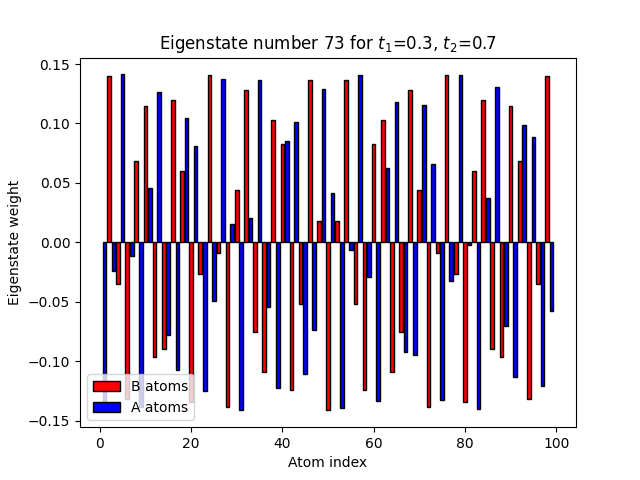 Eigenstate number 73 for t₁=0.3, t₂=0.7
0.15
0.10
0.05
0.00
−0.05
−0.10
−0.15
Eigenstate weight
B atoms
A atoms
0 20 40 60 80 100
Atom index